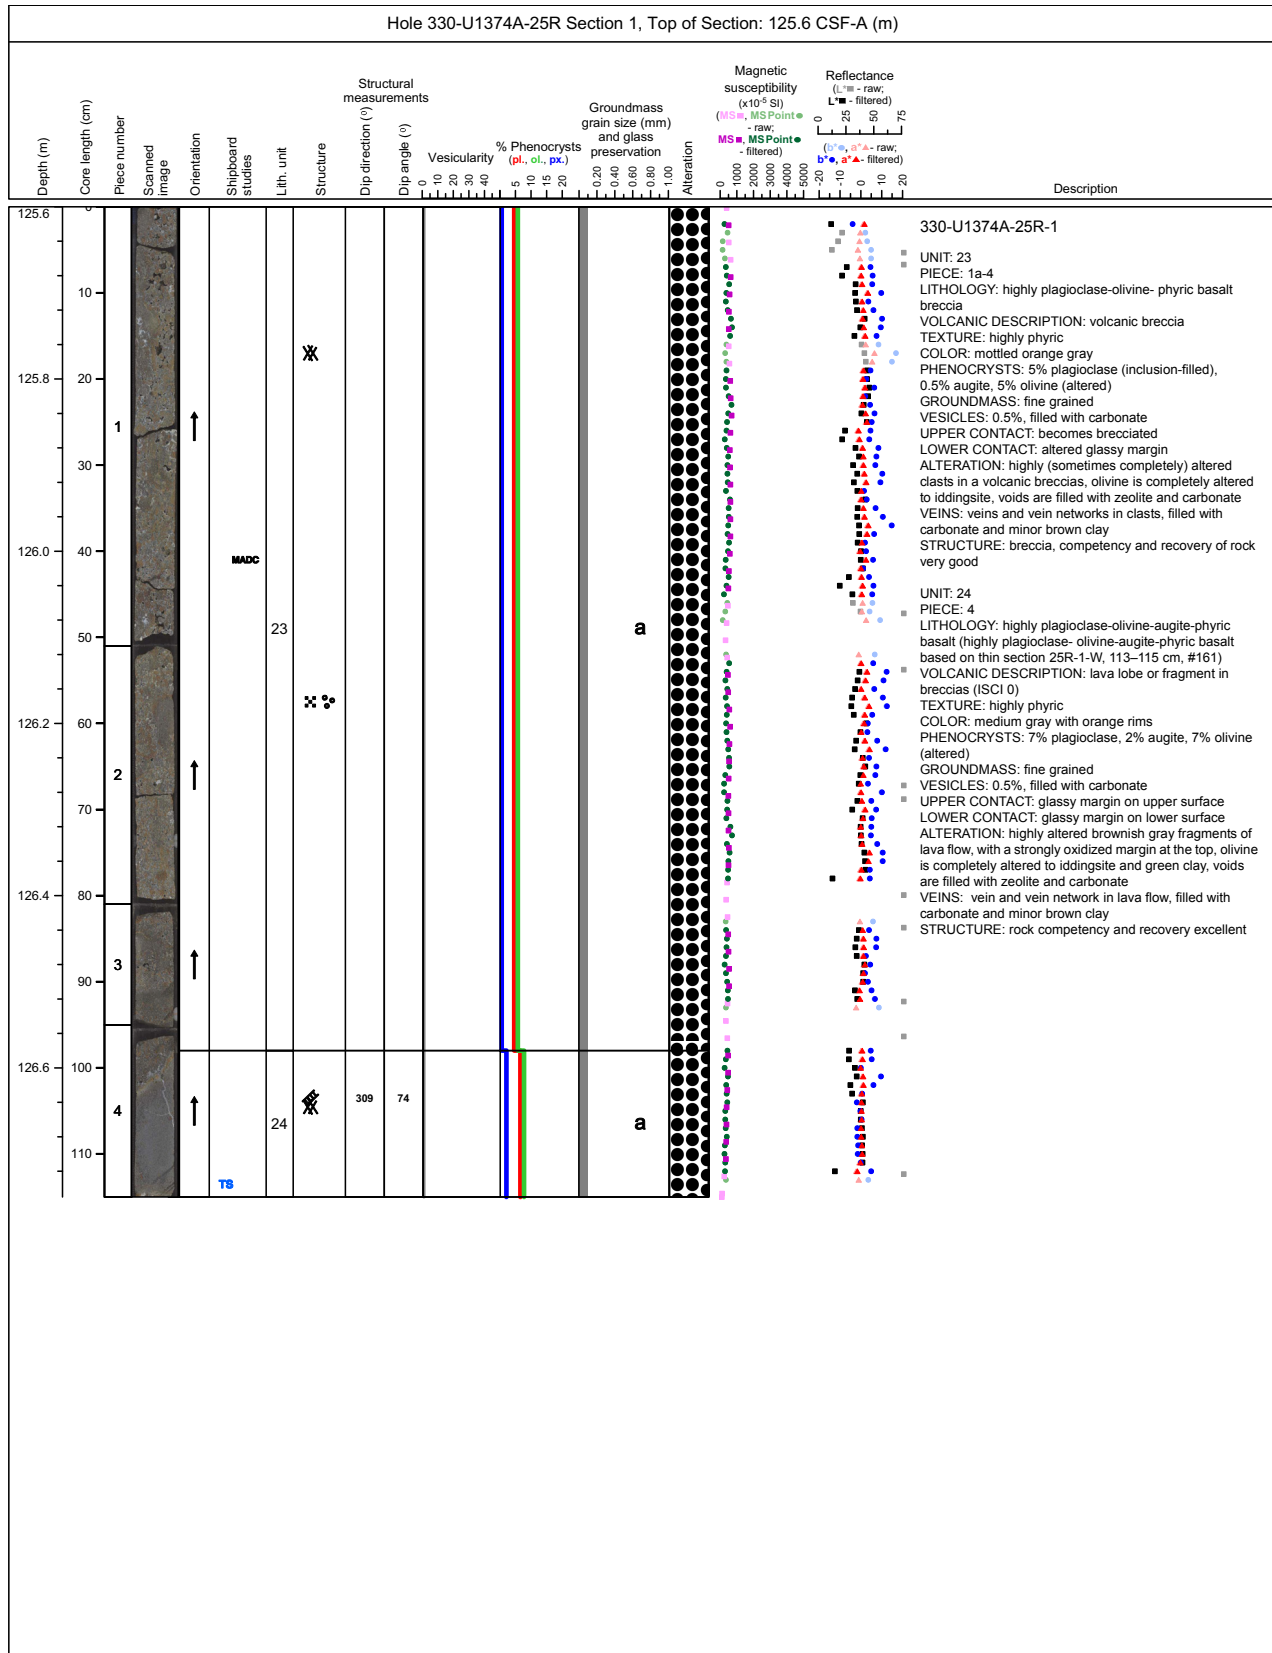 Hole 330-U1374A-25R Section 1, Top of Section: 125.6 CSF-A (m)
Depth (m)
Core length (cm)
Piece number
Scanned image
Orientation
Shipboard studies
Lith. unit
Structure
Structural measurements
Dip direction (°)
Dip angle (°)
Vesicularity
0 10 20 30 40
% Phenocrysts
(pl., ol., px.)
5 10 15 20
Groundmass
grain size (mm)
and glass
preservation
0.20 0.40 0.60 0.80 1.00
Alteration
Magnetic
susceptibility
(x10-5 SI)
(MS■, MSPoint●
- raw;
MS■, MSPoint●
- filtered)
0 1000 2000 3000 4000 5000
Reflectance
(L*■ - raw;
L*■ - filtered)
0 25 50 75
(b*●, a*▲ - raw;
b*●, a*▲ - filtered)
-20 -10 0 10 20
Description
125.6
125.8
126.0
126.2
126.4
126.6
0
10
20
30
40
50
60
70
80
90
100
110
1
2
3
4
MADC
TS
23
24
309
74
a
a
330-U1374A-25R-1
UNIT: 23
PIECE: 1a-4
LITHOLOGY: highly plagioclase-olivine- phyric basalt
breccia
VOLCANIC DESCRIPTION: volcanic breccia
TEXTURE: highly phyric
COLOR: mottled orange gray
PHENOCRYSTS: 5% plagioclase (inclusion-filled),
0.5% augite, 5% olivine (altered)
GROUNDMASS: fine grained
VESICLES: 0.5%, filled with carbonate
UPPER CONTACT: becomes brecciated
LOWER CONTACT: altered glassy margin
ALTERATION: highly (sometimes completely) altered
clasts in a volcanic breccias, olivine is completely altered
to iddingsite, voids are filled with zeolite and carbonate
VEINS: veins and vein networks in clasts, filled with
carbonate and minor brown clay
STRUCTURE: breccia, competency and recovery of rock
very good
UNIT: 24
PIECE: 4
LITHOLOGY: highly plagioclase-olivine-augite-phyric
basalt (highly plagioclase- olivine-augite-phyric basalt
based on thin section 25R-1-W, 113–115 cm, #161)
VOLCANIC DESCRIPTION: lava lobe or fragment in
breccias (ISCI 0)
TEXTURE: highly phyric
COLOR: medium gray with orange rims
PHENOCRYSTS: 7% plagioclase, 2% augite, 7% olivine
(altered)
GROUNDMASS: fine grained
VESICLES: 0.5%, filled with carbonate
UPPER CONTACT: glassy margin on upper surface
LOWER CONTACT: glassy margin on lower surface
ALTERATION: highly altered brownish gray fragments of
lava flow, with a strongly oxidized margin at the top, olivine
is completely altered to iddingsite and green clay, voids
are filled with zeolite and carbonate
VEINS: vein and vein network in lava flow, filled with
carbonate and minor brown clay
STRUCTURE: rock competency and recovery excellent